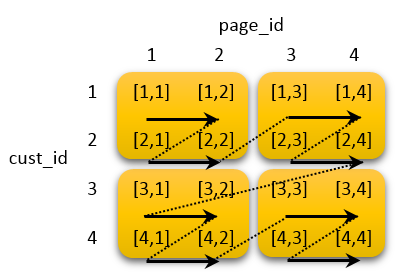 page_id
1 2 3 4
1 [1,1] [1,2] [1,3] [1,4]
2 [2,1] [2,2] [2,3] [2,4]
cust_id
3 [3,1] [3,2] [3,3] [3,4]
4 [4,1] [4,2] [4,3] [4,4]